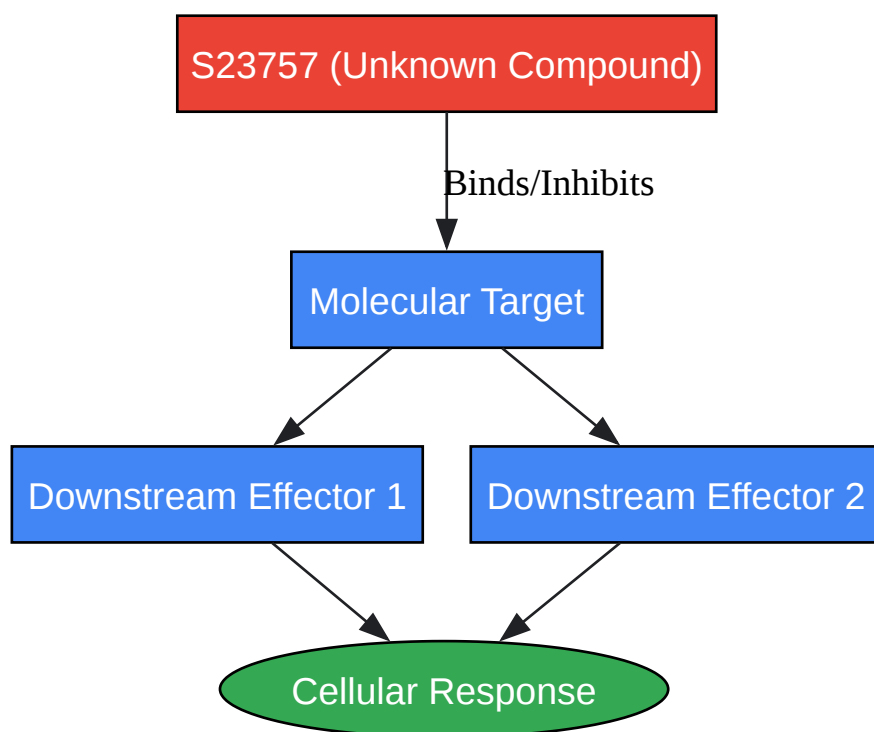 S23757 (Unknown Compound)
Binds/Inhibits
Molecular Target
Downstream Effector 1
Downstream Effector 2
Cellular Response